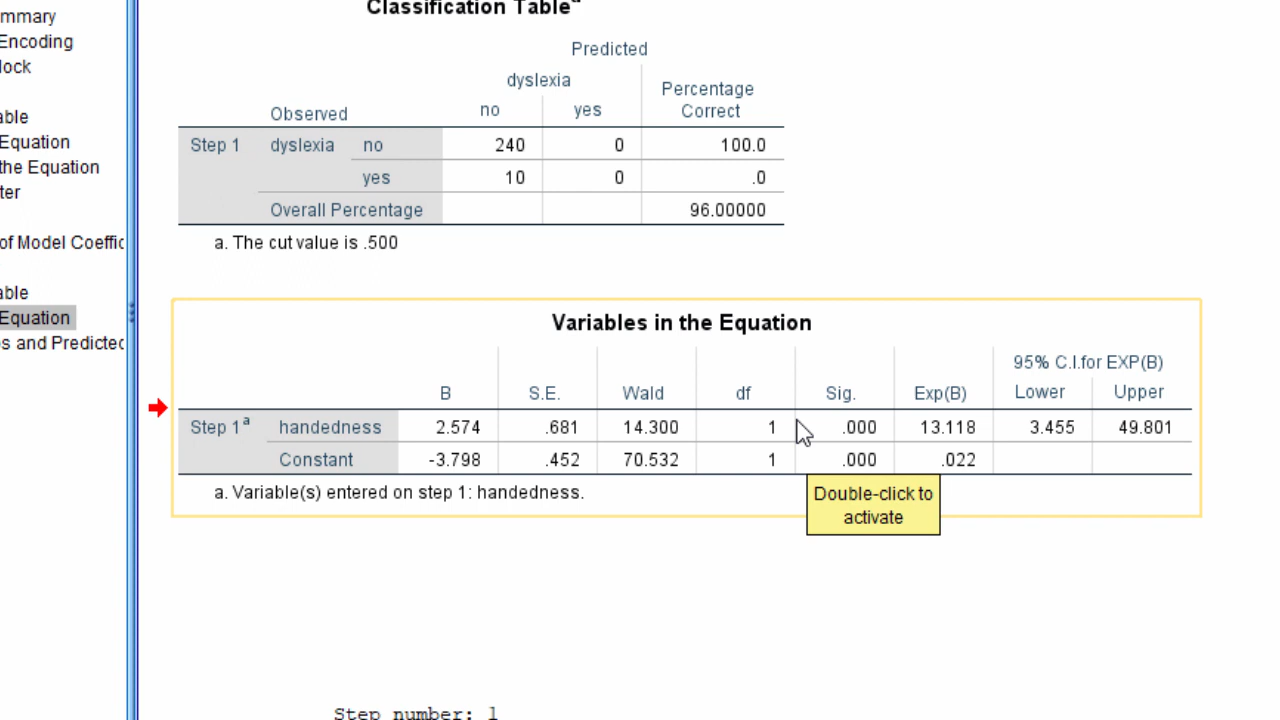 mmary
Encoding
lock
able
Equation
the Equation
ter
of Model Coeffic
able
Equation
s and Predicted
Classification Tableª
Predicted
dyslexia
Percentage Correct
Observed no yes
Step 1 dyslexia no 240 0 100.0
yes 10 0 .0
Overall Percentage 96.00000
a. The cut value is .500
Variables in the Equation
95% C.I.for EXP(B)
B S.E. Wald df Sig. Exp(B) Lower Upper
Step 1ª handedness 2.574 .681 14.300 1 .000 13.118 3.455 49.801
Constant -3.798 .452 70.532 1 .000 .022
a. Variable(s) entered on step 1: handedness.
Double-click to
activate
Step number: 1